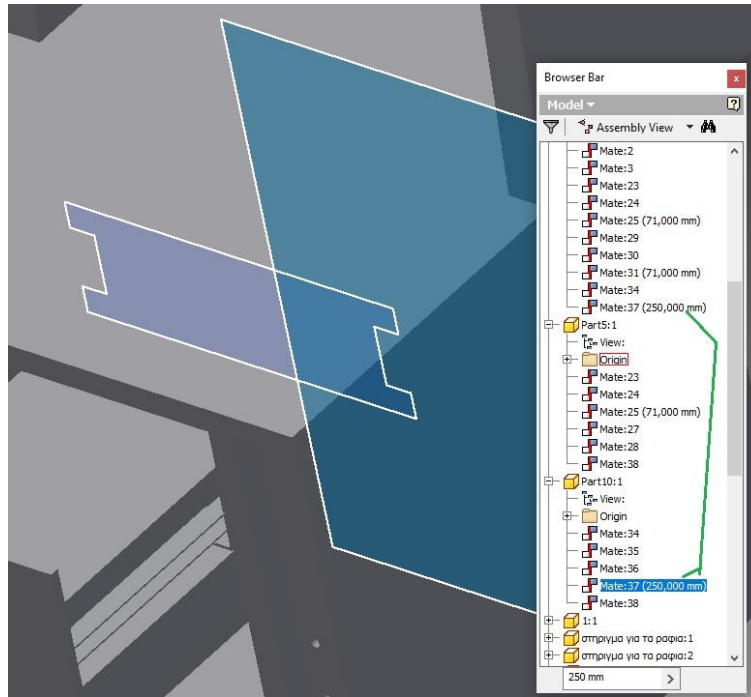 Browser Bar
x
Model
?
Assembly View
Mate:2
Mate:3
Mate:23
Mate:24
Mate:25 (71,000 mm)
Mate:29
Mate:30
Mate:31 (71,000 mm)
Mate:34
Mate:37 (250,000 mm)
Part5:1
View:
Origin
Mate:23
Mate:24
Mate:25 (71,000 mm)
Mate:27
Mate:28
Mate:38
Part10:1
View:
Origin
Mate:34
Mate:35
Mate:36
Mate:37 (250,000 mm)
Mate:38
1:1
στηριγμα για τα ραφια:1
στηριγμα για τα ραφια:2
250 mm